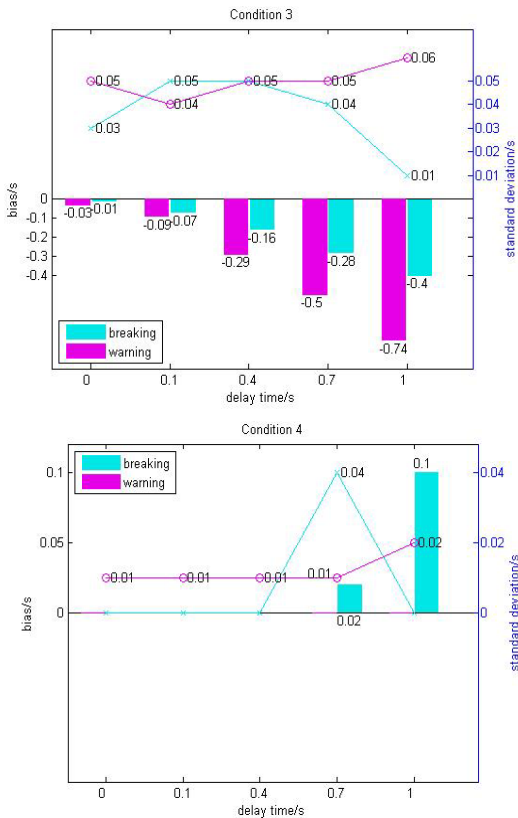 Condition 3
0.05 0.05 0.05 0.05 0.06
0.03 0.04 0.04 0.01
0.05
0.04
0.03
0.02
0.01
standard deviation/s
0
-0.1
-0.2
-0.3
-0.4
bias/s
-0.03 -0.01 -0.09 -0.07 -0.29 -0.16 -0.5 -0.28 -0.74 -0.4
breaking
warning
0 0.1 0.4 0.7 1
delay time/s
Condition 4
breaking
warning
0.1
0.05
0
bias/s
0.04 0.1
0.01 0.01 0.01 0.01 0.02
0.02
0.04
0.02
0
standard deviation/s
0 0.1 0.4 0.7 1
delay time/s